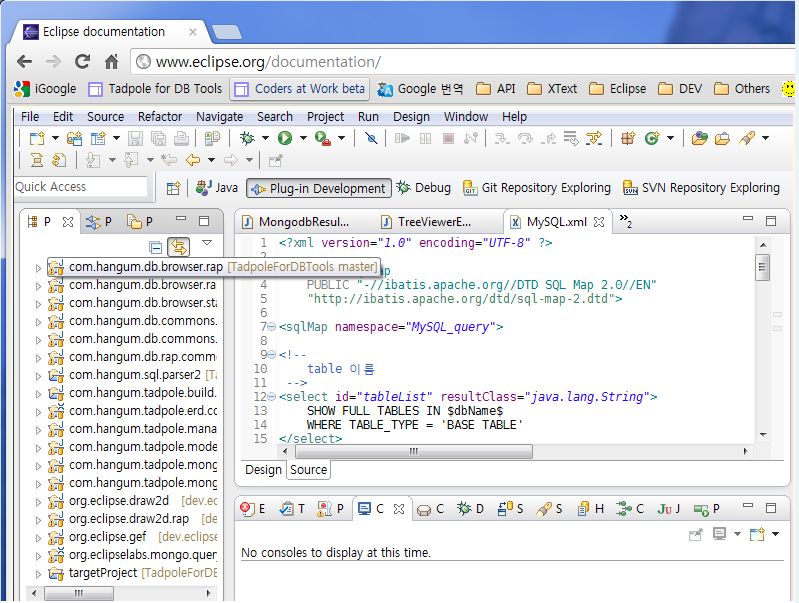 Eclipse documentation
www.eclipse.org/documentation/
iGoogle Tadpole for DB Tools Coders at Work beta Google 번역 API XText Eclipse DEV Others
File Edit Source Refactor Navigate Search Project Run Design Window Help
Quick Access Java Plug-in Development Debug Git Repository Exploring SVN Repository Exploring
P P P
com.hangum.db.browser.rap [TadpoleForDBTools master]
com.hangum.db.browser.ra
com.hangum.db.browser.sta
com.hangum.db.commons.
com.hangum.db.commons.
com.hangum.db.rap.comm
com.hangum.sql.parser2 [Ta
com.hangum.tadpole.build.
com.hangum.tadpole.erd.co
com.hangum.tadpole.mana
com.hangum.tadpole.mode
com.hangum.tadpole.mong
com.hangum.tadpole.mong
org.eclipse.draw2d [dev.ec
org.eclipse.draw2d.rap [de
org.eclipse.gef [dev.eclipse
org.eclipselabs.mongo.query
targetProject [TadpoleForDB
MongodbResul... TreeViewerE... MySQL.xml »2
1 <?xml version="1.0" encoding="UTF-8" ?>
2
ap
4 PUBLIC "-//ibatis.apache.org//DTD SQL Map 2.0//EN"
5 "http://ibatis.apache.org/dtd/sql-map-2.dtd">
6
7 <sqlMap namespace="MySQL_query">
8
9 <!--
10 table 이름
11 -->
12 <select id="tableList" resultClass="java.lang.String">
13 SHOW FULL TABLES IN $dbName$
14 WHERE TABLE_TYPE = 'BASE TABLE'
15 </select>
Design Source
E T P C C D S S H C Ju J P
No consoles to display at this time.